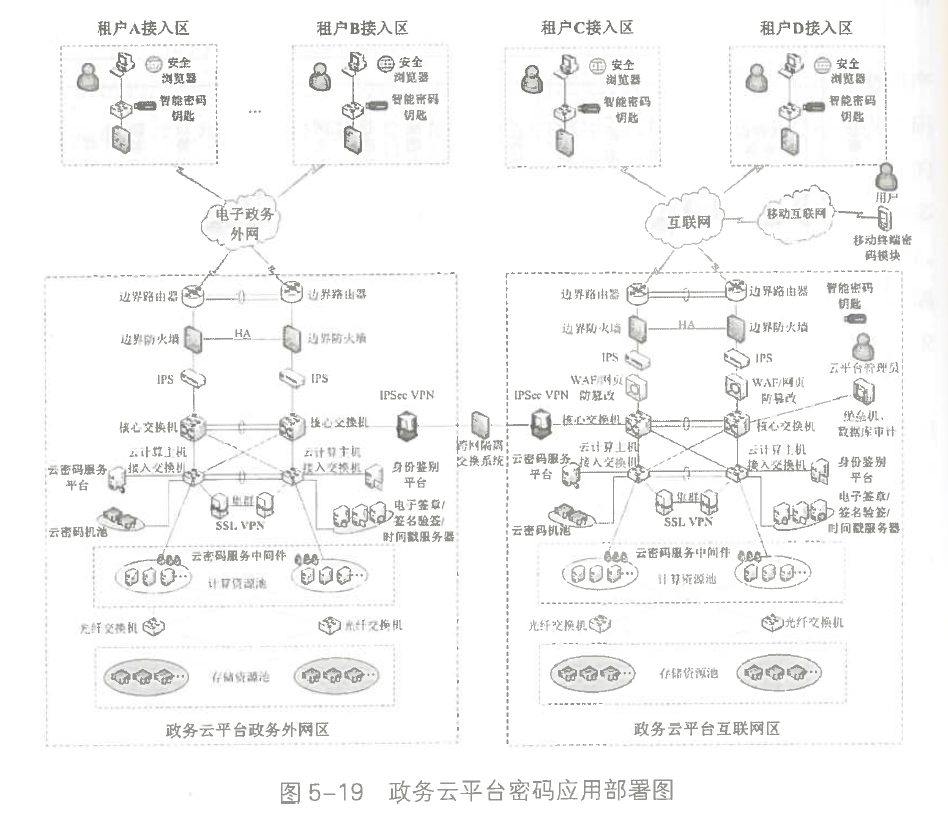 租户A接入区
租户B接入区
租户C接入区
租户D接入区
安全
浏览器
智能密码
钥匙
...
安全
浏览器
智能密码
钥匙
安全
浏览器
智能密码
钥匙
安全
浏览器
智能密码
钥匙
电子政务
外网
互联网
移动互联网
用户
移动终端密
码模块
边界路由器
边界路由器
边界防火墙
HA
边界防火墙
IPS
IPS
核心交换机
核心交换机
IPSec VPN
云计算主机
接入交换机
云计算主机
接入交换机
云密码服务
平台
身份鉴别
平台
集群
SSL VPN
云密码机池
电子签章/
签名验签/
时间戳服务器
云密码服务中间件
计算资源池
光纤交换机
光纤交换机
存储资源池
政务云平台政务外网区
跨网隔离
交换系统
边界路由器
边界路由器
智能密码
钥匙
边界防火墙
HA
边界防火墙
云平台管理员
IPS
IPS
WAF/网页
防篡改
WAF/网页
防篡改
IPSec VPN
核心交换机
核心交换机
堡垒机、
数据库审计
云计算主机
接入交换机
云计算主机
接入交换机
云密码服务
平台
身份鉴别
平台
集群
SSL VPN
云密码机池
电子签章/
签名验签/
时间戳服务器
云密码服务中间件
计算资源池
光纤交换机
光纤交换机
存储资源池
政务云平台互联网区
图 5-19 政务云平台密码应用部署图